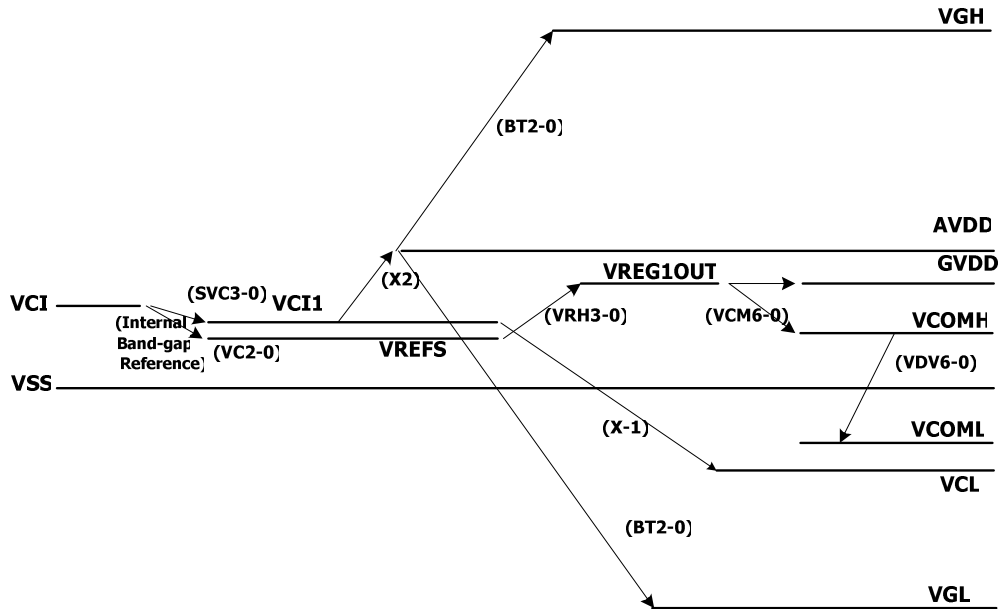 VGH
(BT2-0)
AVDD
VREG1OUT
GVDD
(X2)
VCI
(SVC3-0)
VCI1
(VRH3-0)
(VCM6-0)
VCOMH
(Internal
Band-gap
Reference)
(VC2-0)
VREFS
(VDV6-0)
VSS
(X-1)
VCOML
VCL
(BT2-0)
VGL